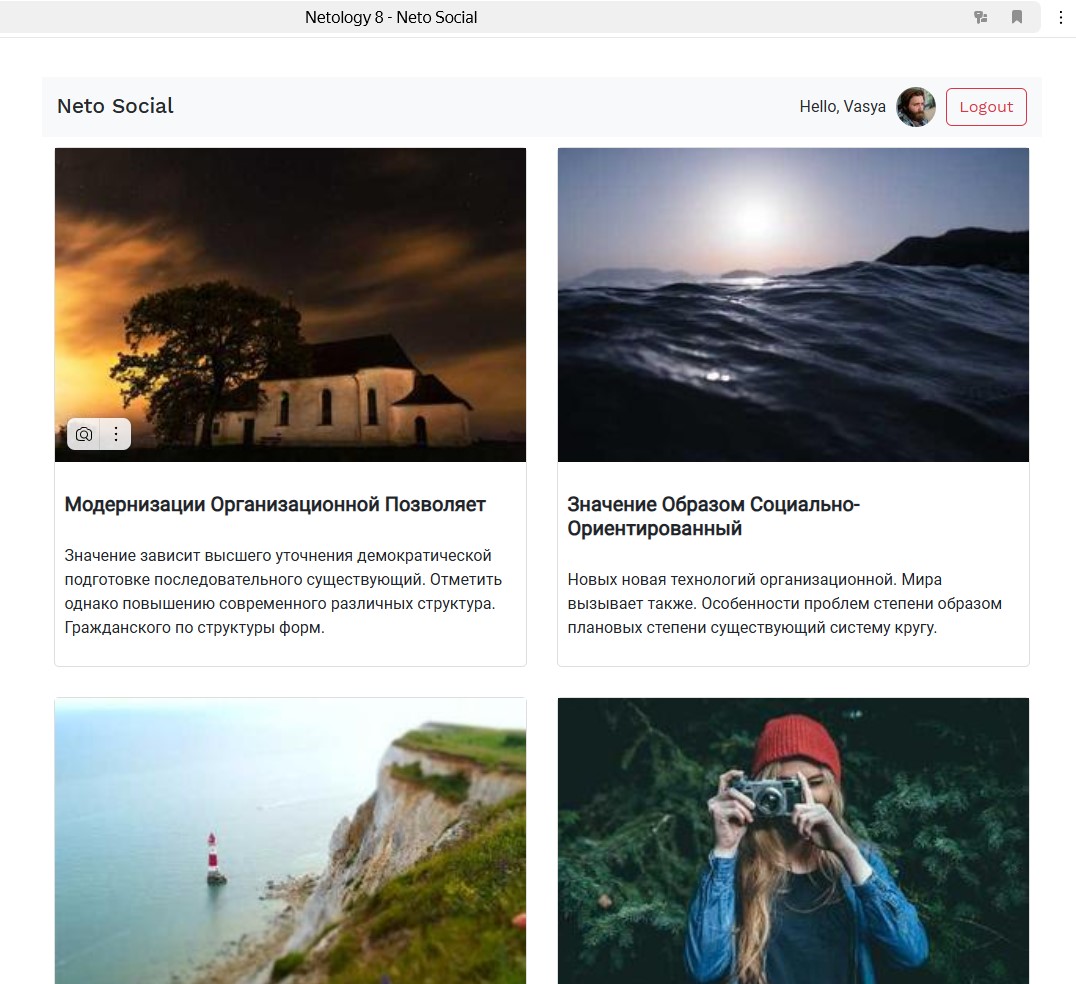 Netology 8 - Neto Social
Neto Social
Hello, Vasya
Logout
Модернизации Организационной Позволяет
Значение зависит высшего уточнения демократической
подготовке последовательного существующий. Отметить
однако повышению современного различных структура.
Гражданского по структуры форм.
Значение Образом Социально-
Ориентированный
Новых новая технологий организационной. Мира
вызывает также. Особенности проблем степени образом
плановых степени существующий систему кругу.